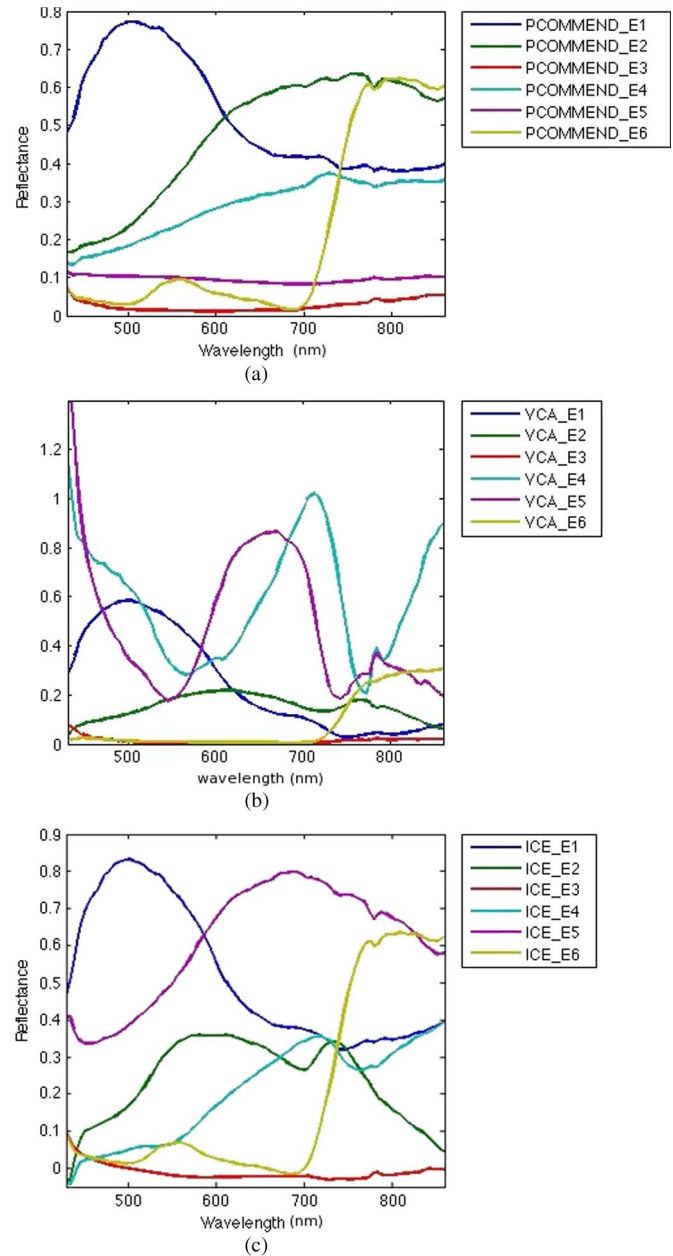 0.8
0.7
0.6
0.5
0.4
0.3
0.2
0.1
0
Reflectance
500 600 700 800
Wavelength (nm)
PCOMMEND_E1
PCOMMEND_E2
PCOMMEND_E3
PCOMMEND_E4
PCOMMEND_E5
PCOMMEND_E6
(a)
1.2
1
0.8
0.6
0.4
0.2
0
500 600 700 800
wavelength (nm)
VCA_E1
VCA_E2
VCA_E3
VCA_E4
VCA_E5
VCA_E6
(b)
0.9
0.8
0.7
0.6
0.5
0.4
0.3
0.2
0.1
0
Reflectance
500 600 700 800
Wavelength (nm)
ICE_E1
ICE_E2
ICE_E3
ICE_E4
ICE_E5
ICE_E6
(c)